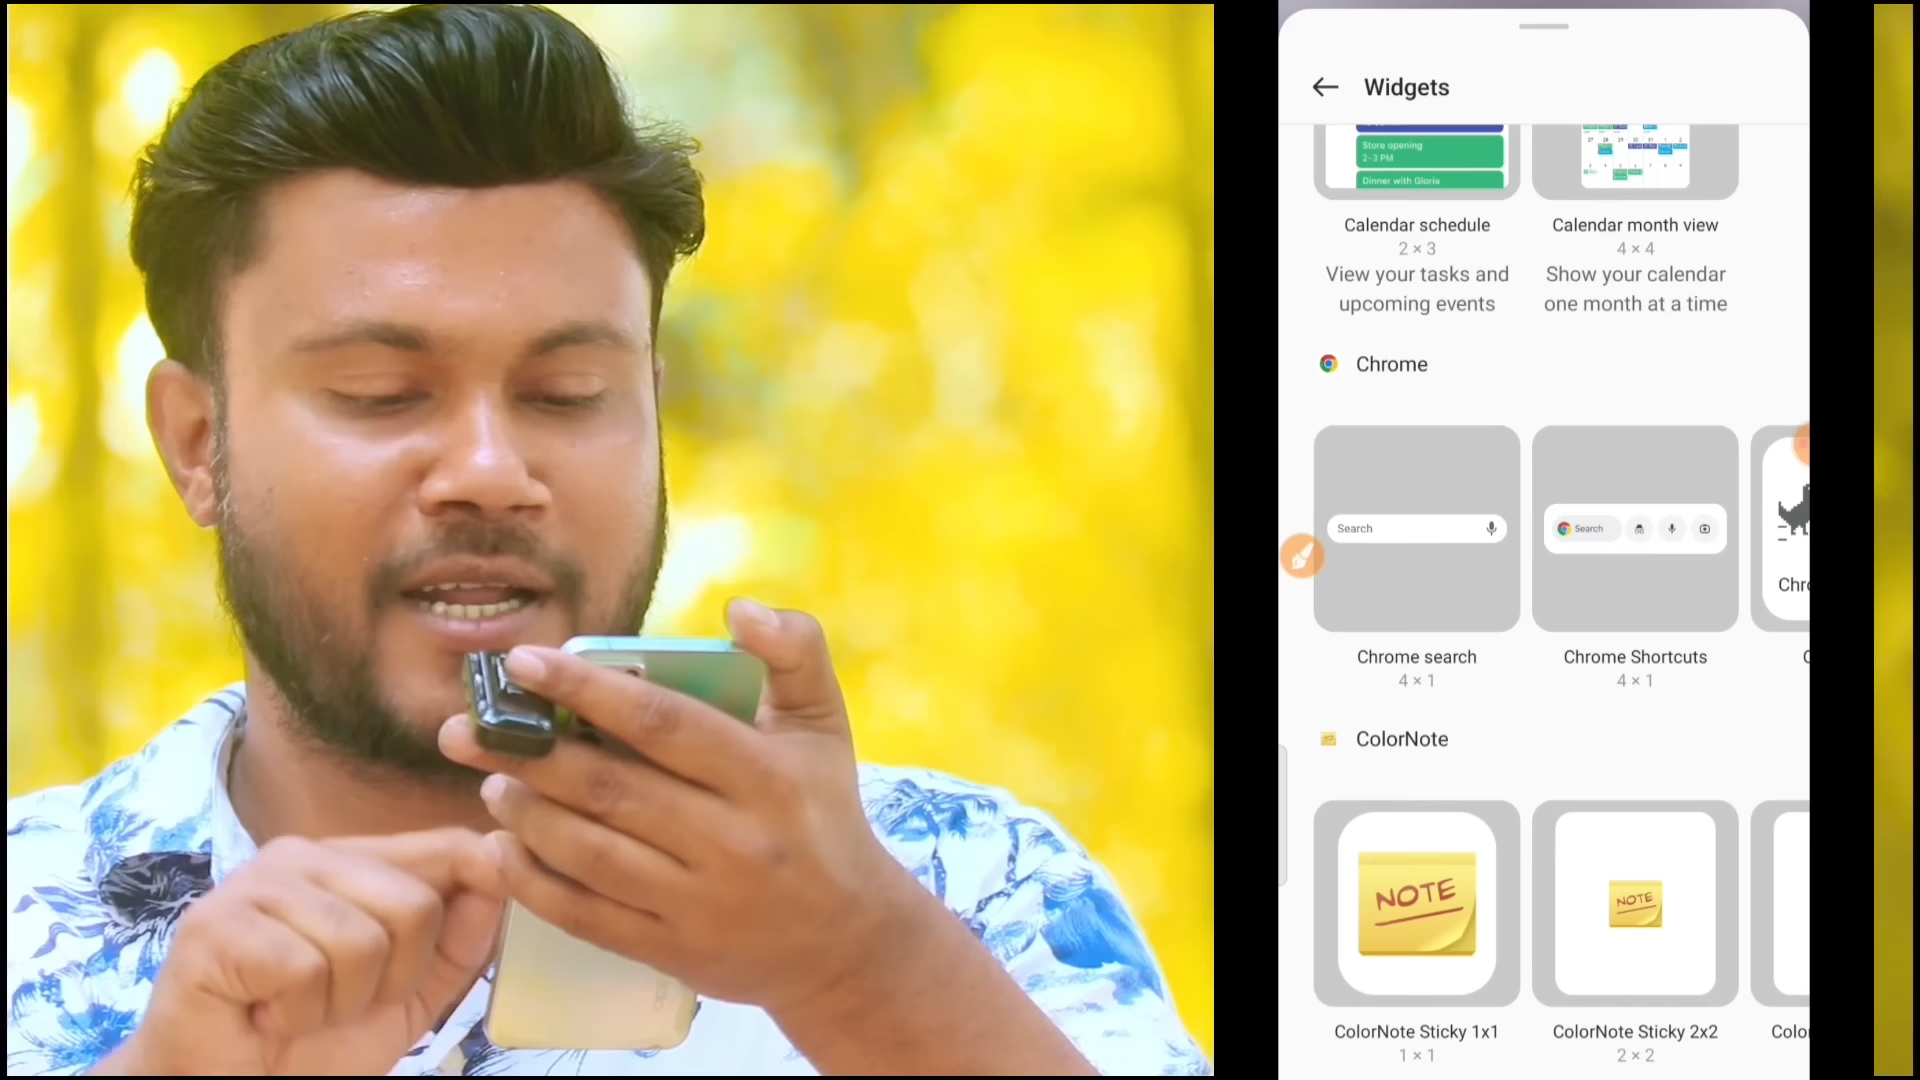 Widgets
Store opening
2–3 PM
Dinner with Gloria
Calendar schedule
2 × 3
View your tasks and
upcoming events
Calendar month view
4 × 4
Show your calendar
one month at a time
Chrome
Search
Search
Chrome search
4 × 1
Chrome Shortcuts
4 × 1
ColorNote
NOTE
NOTE
ColorNote Sticky 1x1
1 × 1
ColorNote Sticky 2x2
2 × 2